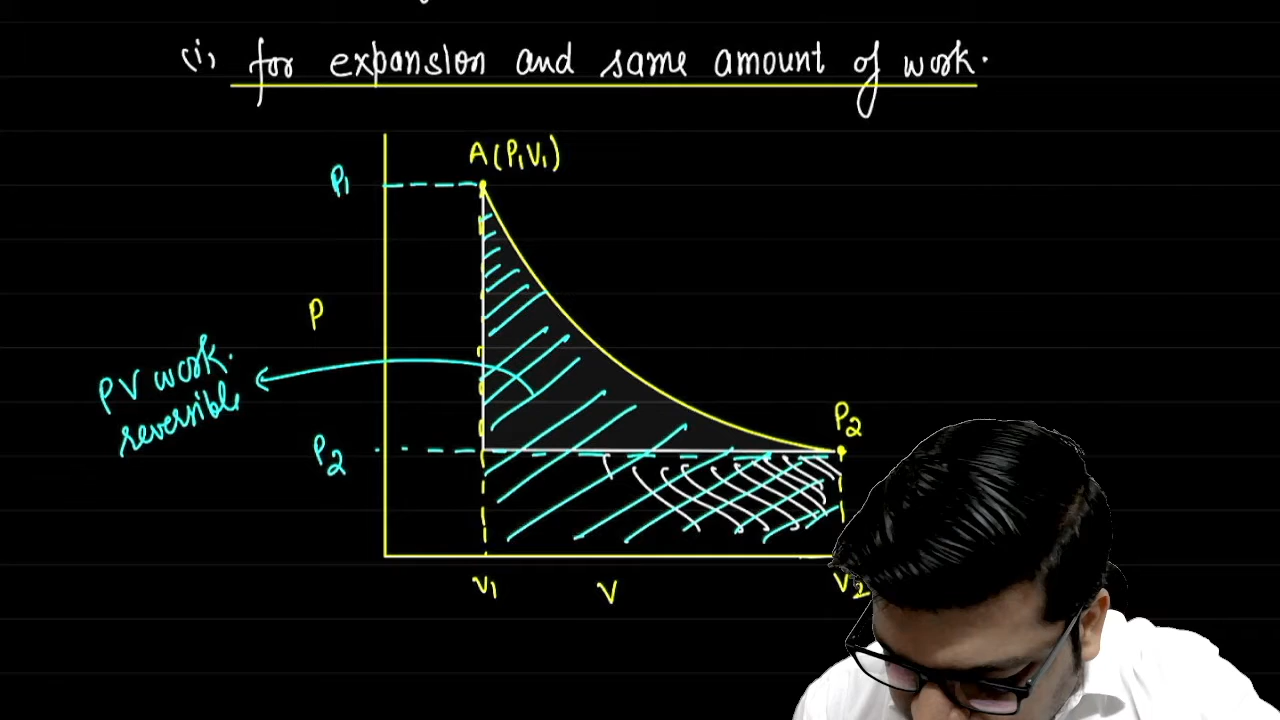 (i) for expansion and same amount of work.
A(P₁V₁)
P₁
P
PV work.
reversible
P₂
P₂
V₁
V
V₂